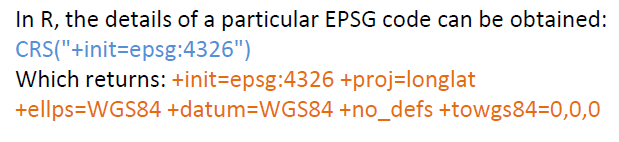 In R, the details of a particular EPSG code can be obtained:
CRS("+init=epsg:4326")
Which returns: +init=epsg:4326 +proj=longlat
+ellps=WGS84 +datum=WGS84 +no_defs +towgs84=0,0,0